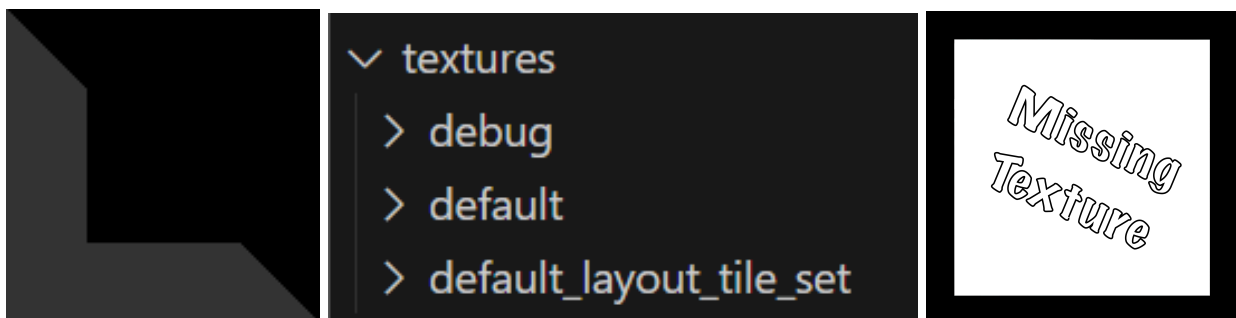 textures
debug
default
default_layout_tile_set
Missing
Texture